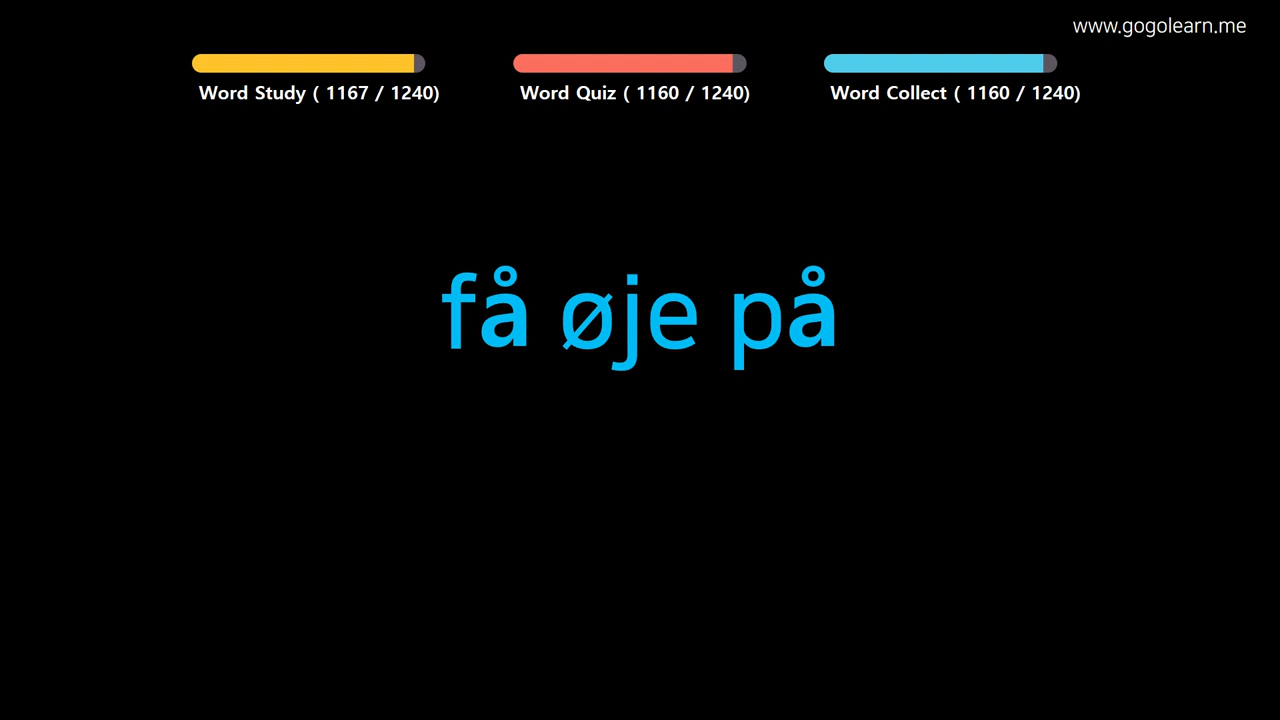 www.gogolearn.me
Word Study ( 1167 / 1240)
Word Quiz ( 1160 / 1240)
Word Collect ( 1160 / 1240)
få øje på